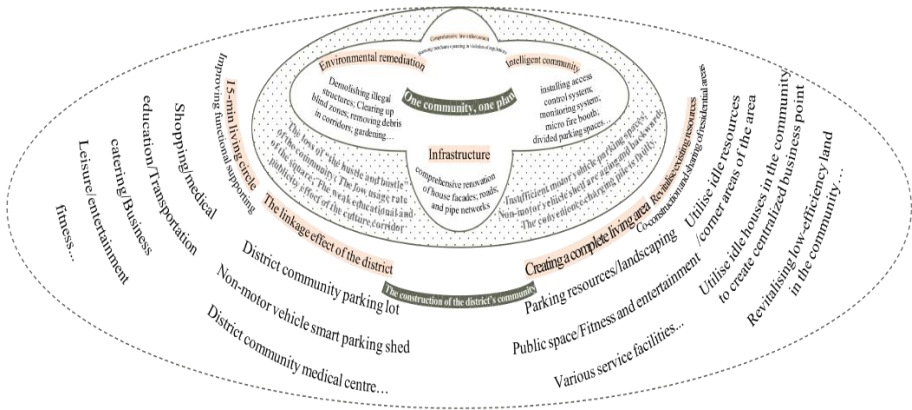 Comprehensive law enforcement
Environmental remediation
Intelligent community
Demolishing illegal
structures; Clearing up
blind zones; removing debris
in corridors; gardening…
One community, one plan
installing access
control system;
monitoring system;
micro fire booth;
divided parking spaces…
Infrastructure
comprehensive renovation
of house facades; roads;
and pipe networks
The loss of "the hustle and bustle"
of the community; The low usage rate
of the square; The weak educational and
publicity effect of the culture corridor
Insufficient motor vehicle parking spaces;
Non-motor vehicle shed are aging and backward;
The convenience charging pile is faulty.
Improving functional supporting
15-min living circle
Shopping/medical
education/Transportation
catering/Business
Leisure/entertainment
fitness…
The linkage effect of the district
District community parking lot
Non-motor vehicle smart parking shed
District community medical centre…
The construction of the district's community
Creating a complete living area
Parking resources/landscaping
Public space/Fitness and entertainment
Various service facilities...
Revitalise existing resources
Co-construction and sharing of residential areas
Utilise idle resources
/corner areas of the area
Utilise idle houses in the community
to create centralized business point
Revitalising low-efficiency land
in the community…